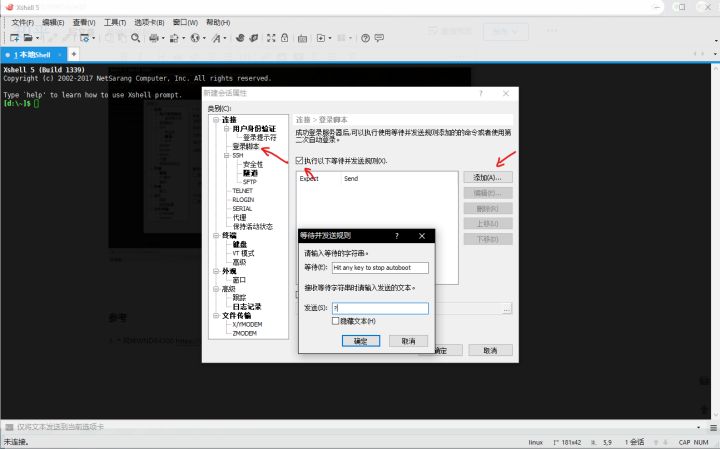 Xshell 5
文件(F) 编辑(E) 查看(V) 工具(T) 选项卡(B) 窗口(W) 帮助(H)
1 本地Shell
Xshell 5 (Build 1339)
Copyright (c) 2002-2017 NetSarang Computer, Inc. All rights reserved.
Type `help' to learn how to use Xshell prompt.
[d:\~]$
新建会话属性
类别(C):
连接
用户身份验证
登录提示符
登录脚本
SSH
安全性
隧道
SFTP
TELNET
RLOGIN
SERIAL
代理
保持活动状态
终端
键盘
VT 模式
高级
外观
窗口
高级
跟踪
日志记录
文件传输
X/YMODEM
ZMODEM
连接 > 登录脚本
成功登录服务器后,可以执行使用等待并发送规则添加的的命令或者使用第
二次自动登录。
执行以下等待并发送规则(X).
Expect Send
添加(A)...
编辑(E)...
删除(R)
上移(U)
下移(D)
等待并发送规则
请输入等待的字符串。
等待(E): Hit any key to stop autoboot
接收等待字符串时请输入发送的文本。
发送(S): ?
隐藏文本(H)
确定 取消
确定 取消
参考
仅将文本发送到当前选项卡
未连接。 linux 181x42 5,9 1 会话 CAP NUM